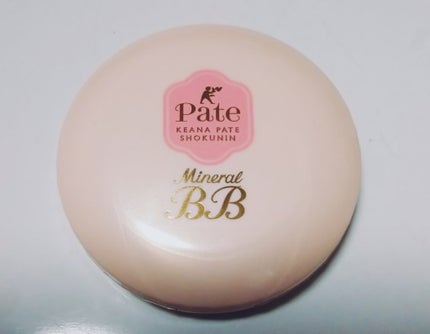 Pate
KEANA PATE
SHOKUNIN
Mineral
BB